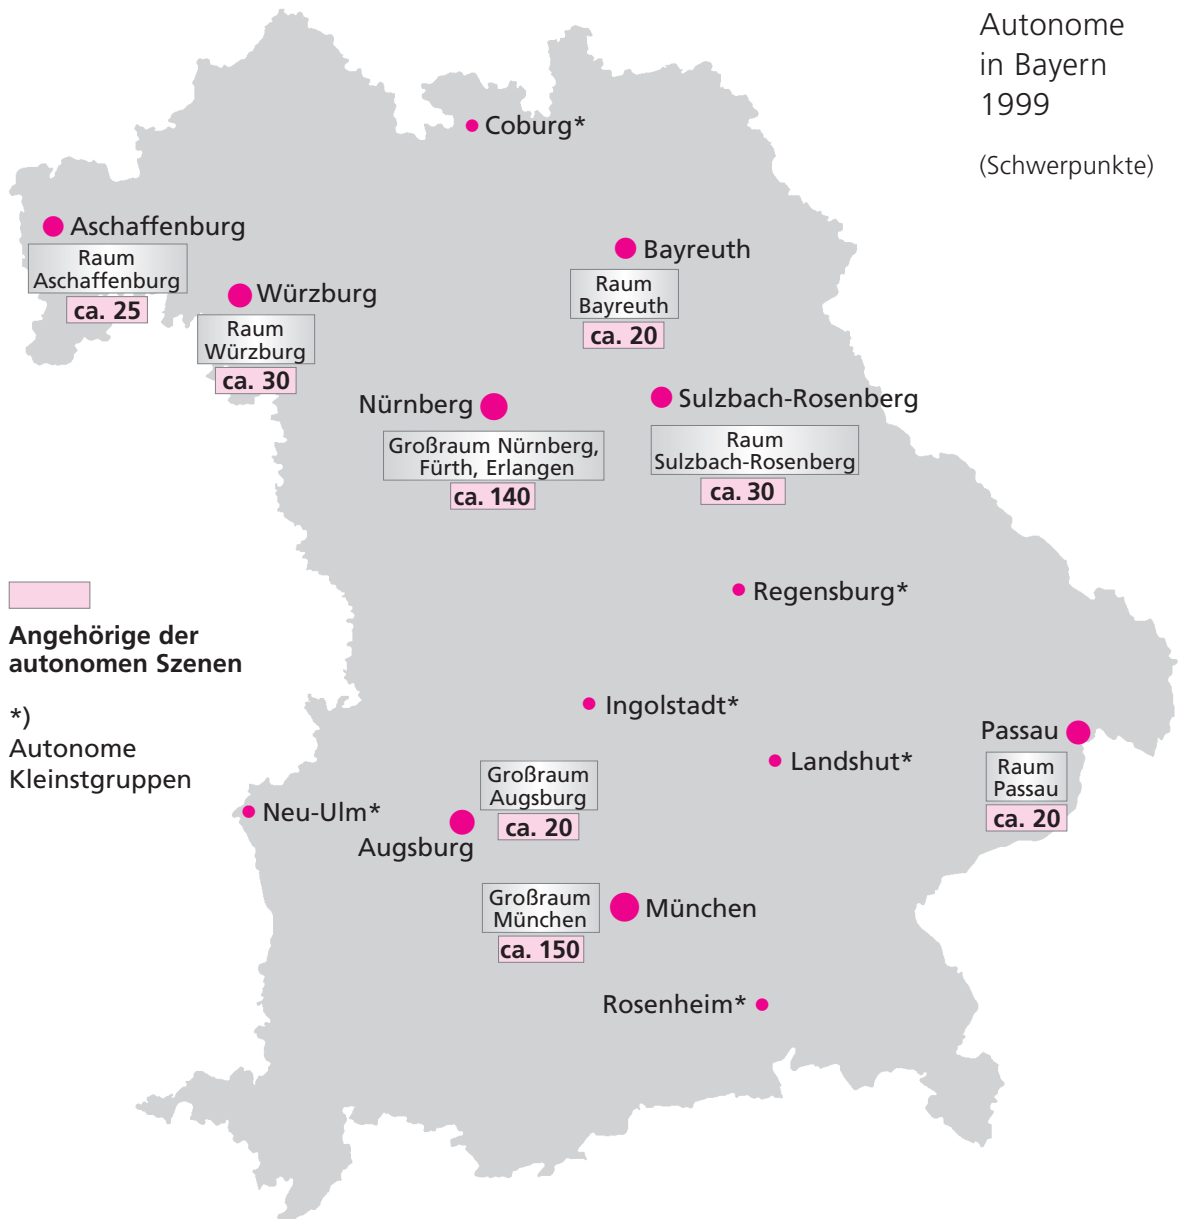 Autonome
in Bayern
1999
(Schwerpunkte)
Coburg*
Aschaffenburg
Raum
Aschaffenburg
ca. 25
Würzburg
Raum
Würzburg
ca. 30
Bayreuth
Raum
Bayreuth
ca. 20
Nürnberg
Großraum Nürnberg,
Fürth, Erlangen
ca. 140
Sulzbach-Rosenberg
Raum
Sulzbach-Rosenberg
ca. 30
Regensburg*
Angehörige der
autonomen Szenen
*)
Autonome
Kleinstgruppen
Ingolstadt*
Landshut*
Passau
Raum
Passau
ca. 20
Neu-Ulm*
Großraum
Augsburg
ca. 20
Augsburg
Großraum
München
ca. 150
München
Rosenheim*